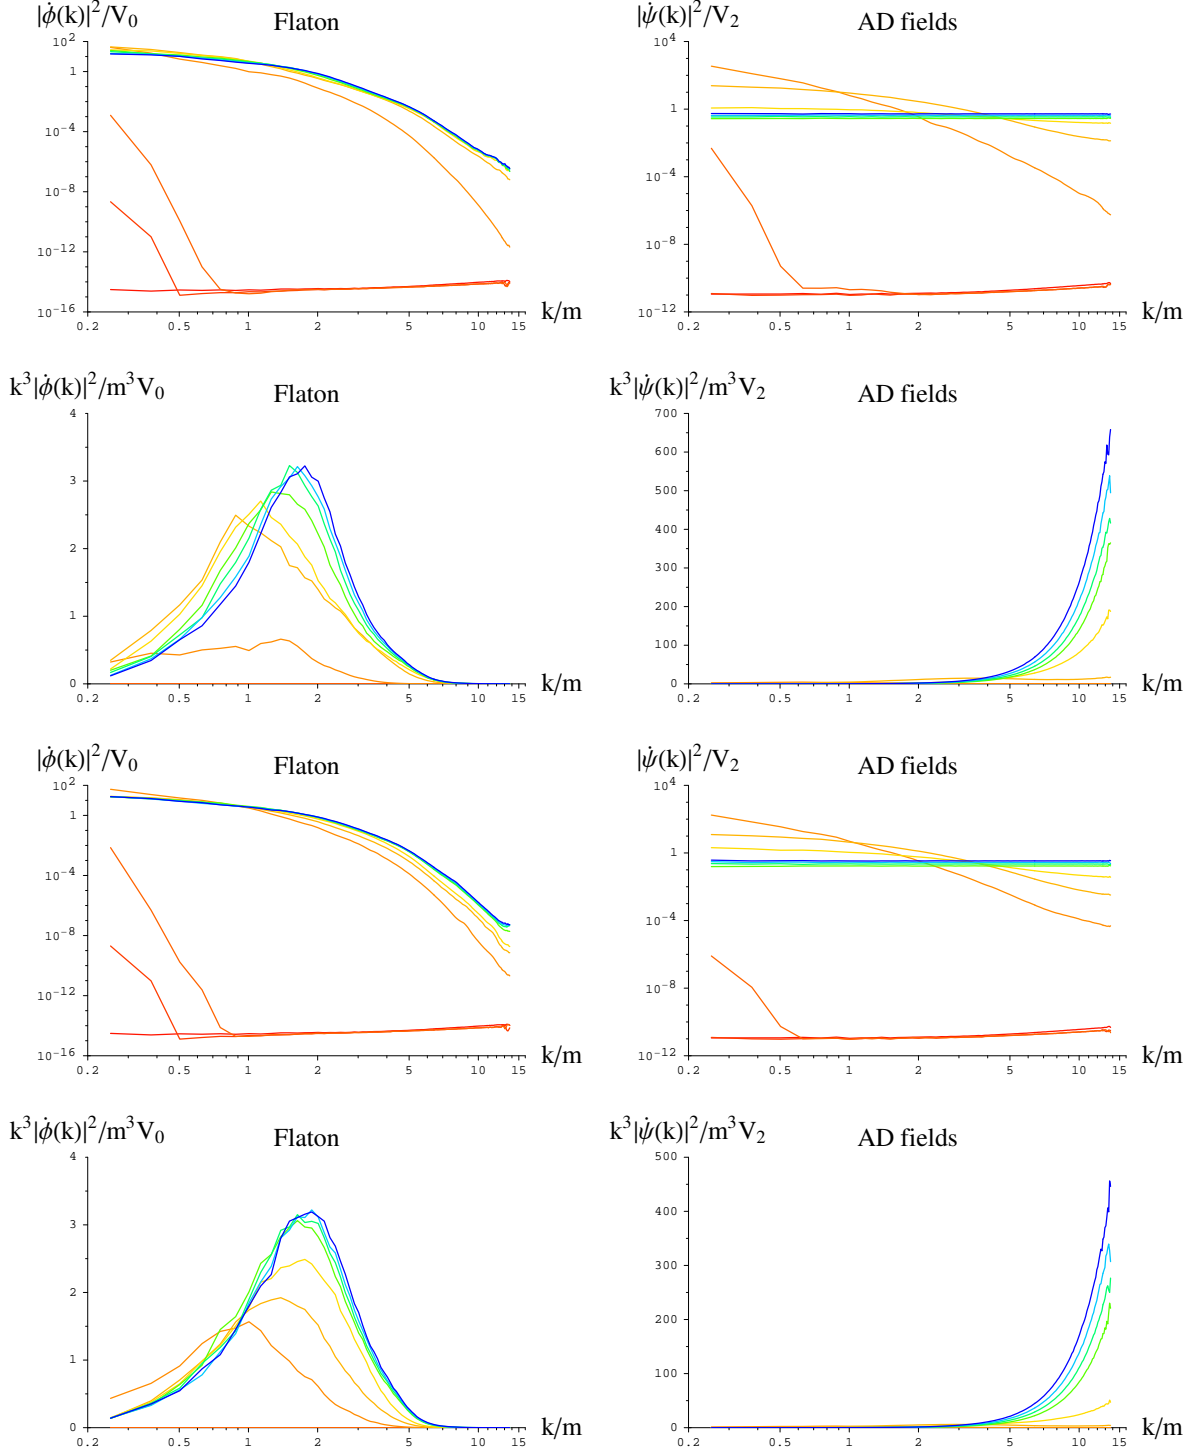 |ϕ̇(k)|²/V₀ Flaton
10² 1 10⁻⁴ 10⁻⁸ 10⁻¹² 10⁻¹⁶
0.2 0.5 1 2 5 10 15 k/m
|ψ̇(k)|²/V₂ AD fields
10⁴ 1 10⁻⁴ 10⁻⁸ 10⁻¹²
0.2 0.5 1 2 5 10 15 k/m
k³|ϕ̇(k)|²/m³V₀ Flaton
4 3 2 1 0
0.2 0.5 1 2 5 10 15 k/m
k³|ψ̇(k)|²/m³V₂ AD fields
700 600 500 400 300 200 100 0
0.2 0.5 1 2 5 10 15 k/m
|ϕ̇(k)|²/V₀ Flaton
10² 1 10⁻⁴ 10⁻⁸ 10⁻¹² 10⁻¹⁶
0.2 0.5 1 2 5 10 15 k/m
|ψ̇(k)|²/V₂ AD fields
10⁴ 1 10⁻⁴ 10⁻⁸ 10⁻¹²
0.2 0.5 1 2 5 10 15 k/m
k³|ϕ̇(k)|²/m³V₀ Flaton
4 3 2 1 0
0.2 0.5 1 2 5 10 15 k/m
k³|ψ̇(k)|²/m³V₂ AD fields
500 400 300 200 100 0
0.2 0.5 1 2 5 10 15 k/m